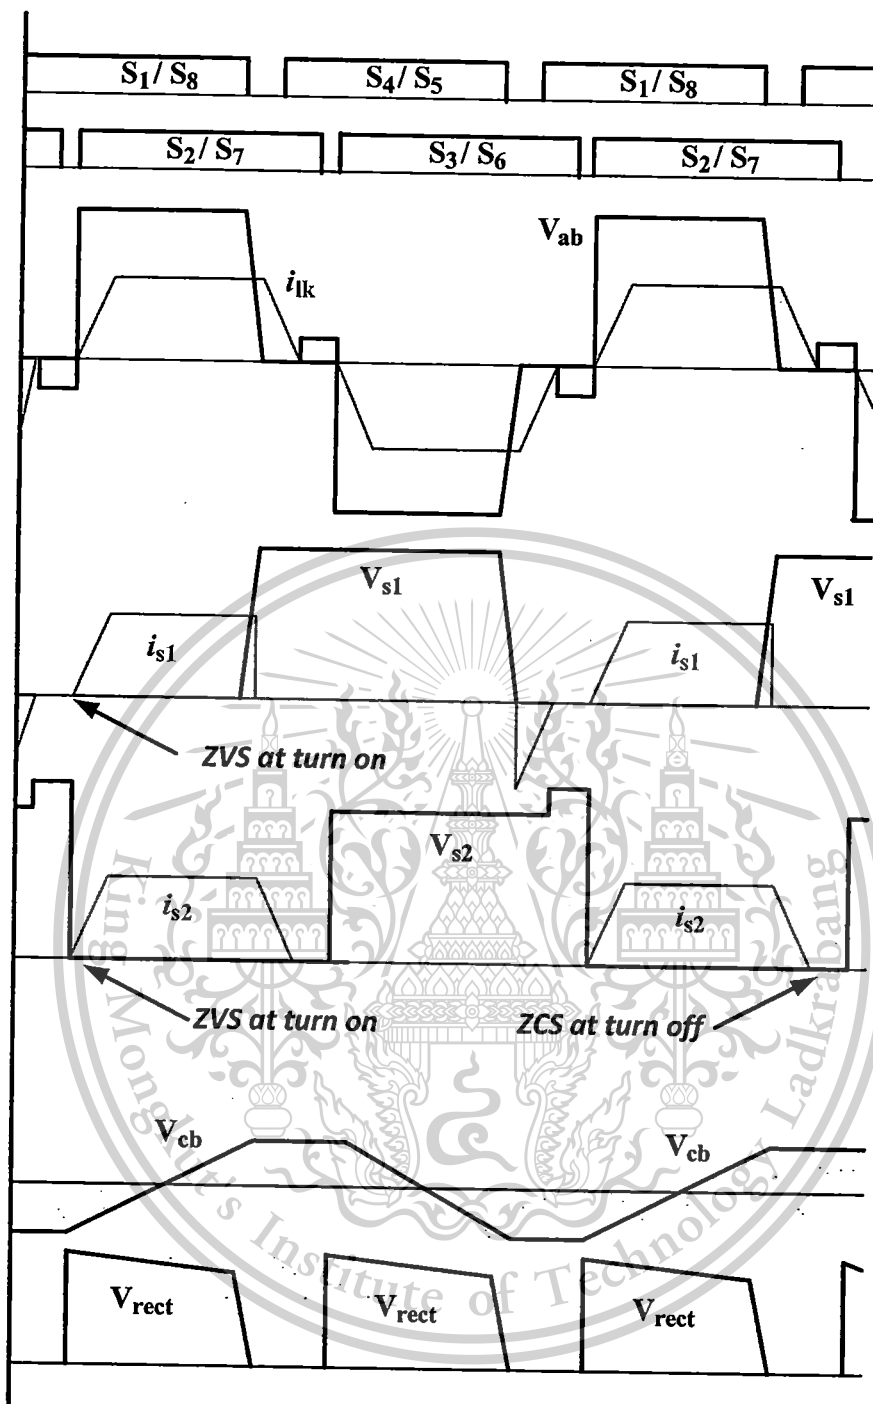 S1/ S8 S4/ S5 S1/ S8
S2/ S7 S3/ S6 S2/ S7
Vab
ilk
Vs1 Vs1
is1 is1
ZVS at turn on
Vs2
is2 is2
ZVS at turn on ZCS at turn off
Vcb Vcb
Vrect Vrect Vrect
King Mongkut's Institute of Technology Ladkrabang